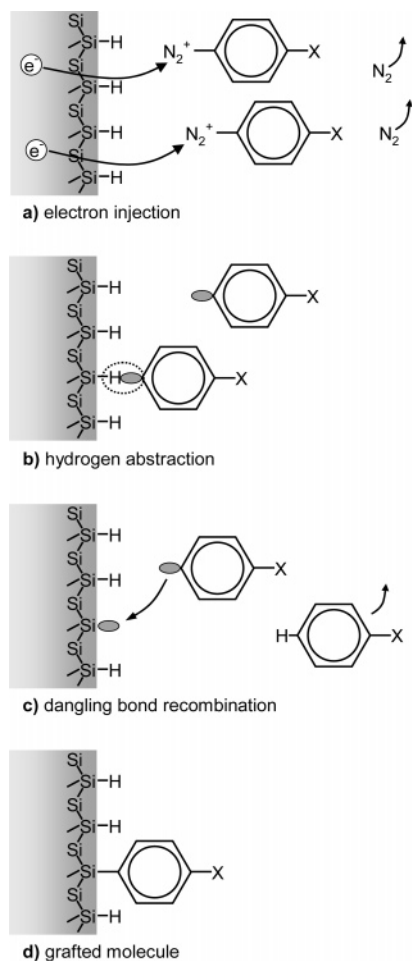 Si
Si–H
e⁻
N₂⁺
X
Si
N₂
Si–H
Si
Si–H
e⁻
N₂⁺
X
N₂
Si
Si–H
a) electron injection
Si
Si–H
X
Si
Si–H
Si
Si–H
X
Si
Si–H
b) hydrogen abstraction
Si
Si–H
Si
Si–H
X
Si
Si
H
X
Si
Si–H
c) dangling bond recombination
Si
Si–H
Si
Si–H
Si
Si
X
Si
Si–H
d) grafted molecule